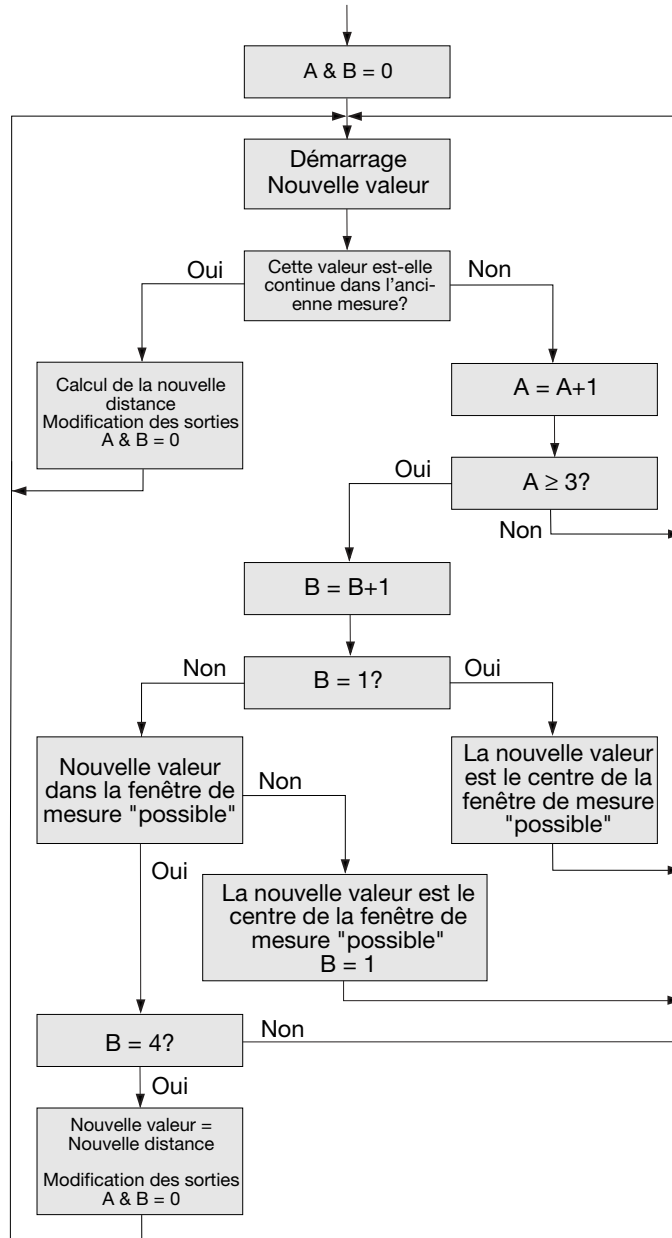 A & B = 0
Démarrage
Nouvelle valeur
Oui
Cette valeur est-elle
continue dans l'anci-
enne mesure?
Non
Calcul de la nouvelle
distance
Modification des sorties
A & B = 0
A = A+1
Oui
A ≥ 3?
Non
B = B+1
Non
B = 1?
Oui
Nouvelle valeur
dans la fenêtre de
mesure "possible"
Non
La nouvelle valeur
est le centre de la
fenêtre de mesure
"possible"
Oui
La nouvelle valeur est le
centre de la fenêtre de
mesure "possible"
B = 1
B = 4?
Non
Oui
Nouvelle valeur =
Nouvelle distance
Modification des sorties
A & B = 0